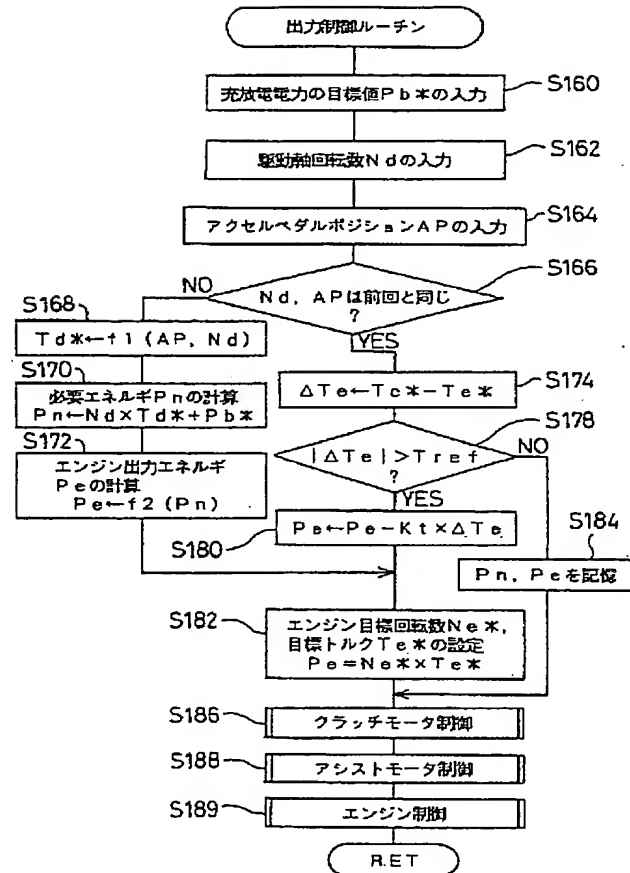 出力制御ルーチン
S160
充放電電力の目標値Pb*の入力
S162
駆動軸回転数Ndの入力
S164
アクセルペダルポジションAPの入力
S166
Nd, APは前回と同じ
?
NO
YES
S168
Td*←f1(AP, Nd)
S170
必要エネルギPnの計算
Pn←Nd×Td*+Pb*
S172
エンジン出力エネルギ
Peの計算
Pe←f2(Pn)
S174
ΔTe←Tc*-Te*
S178
|ΔTe|>Tref
?
NO
YES
S180
Pe←Pe-Kt×ΔTe
S184
Pn, Peを記憶
S182
エンジン目標回転数Ne*,
目標トルクTe*の設定
Pe=Ne*×Te*
S186
クラッチモータ制御
S188
アシストモータ制御
S189
エンジン制御
RET